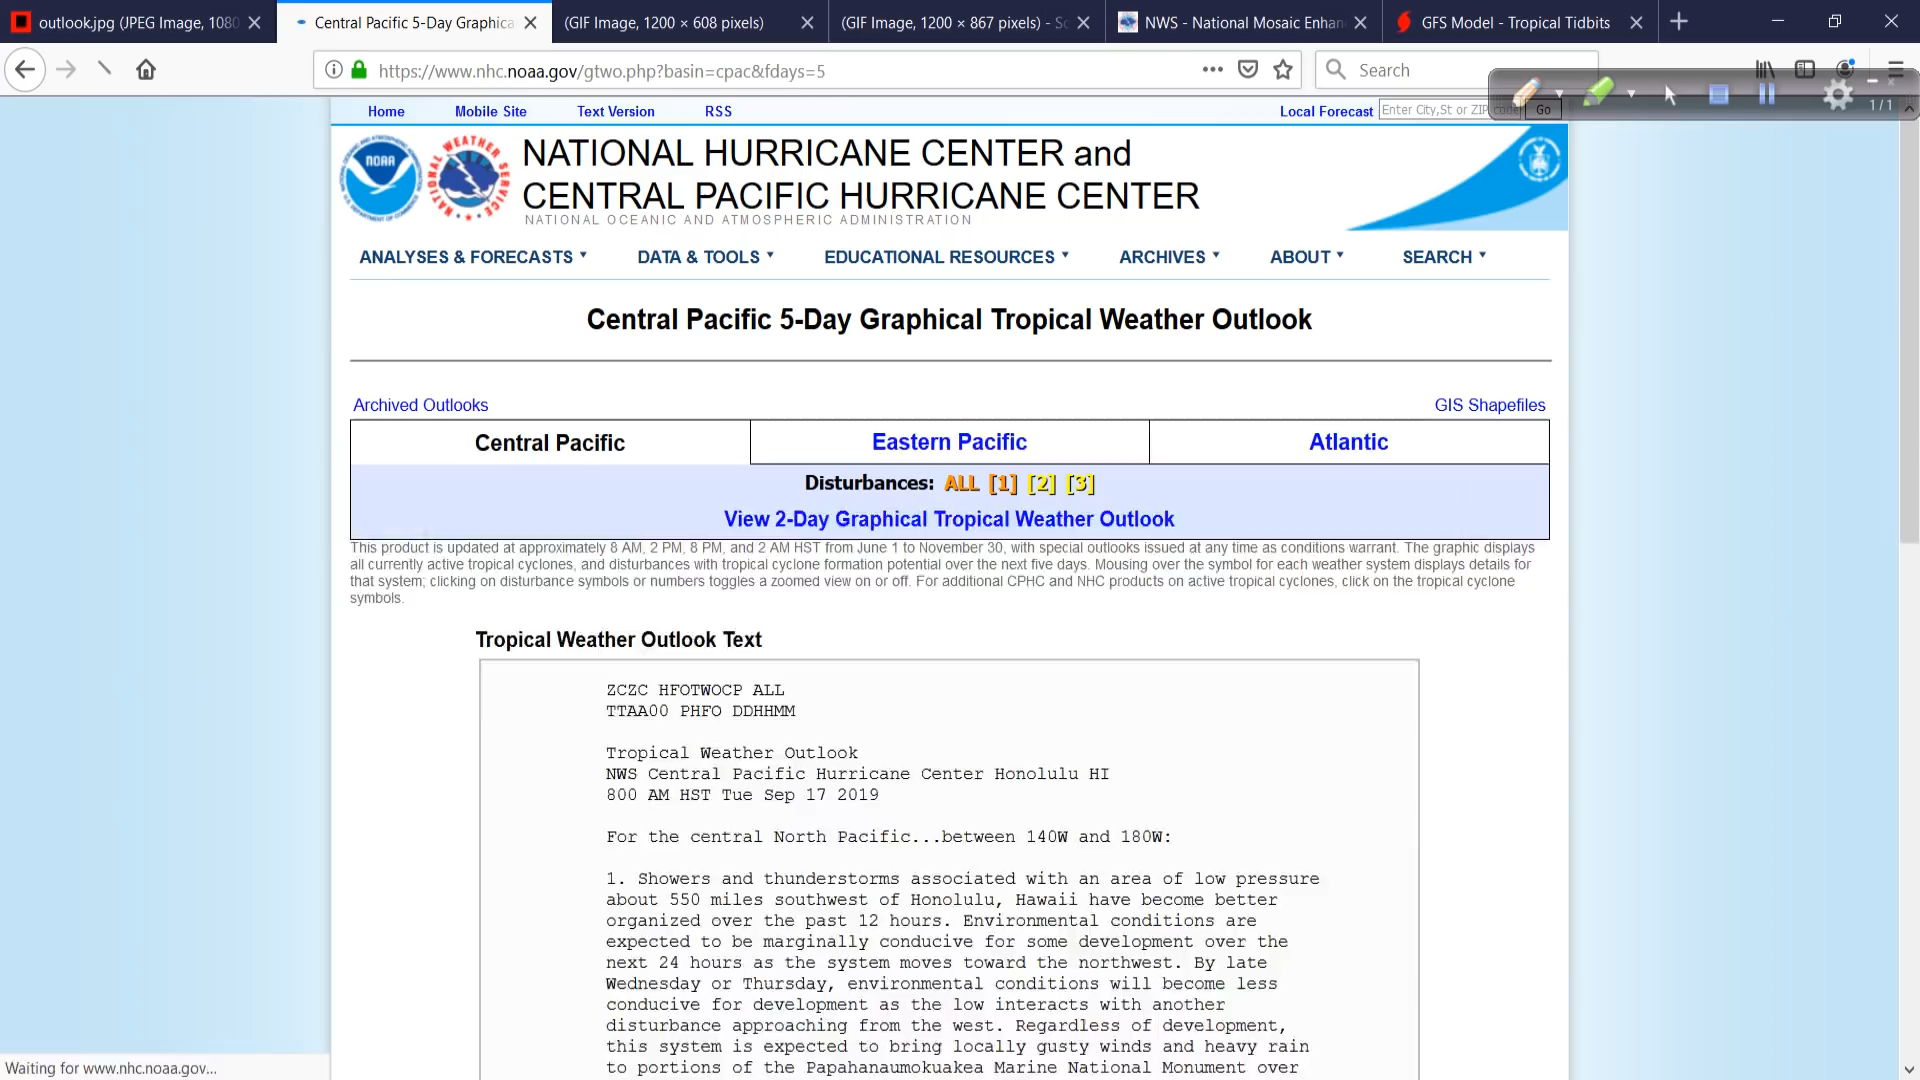 outlook.jpg (JPEG Image, 1080
Central Pacific 5-Day Graphica
(GIF Image, 1200 × 608 pixels)
(GIF Image, 1200 × 867 pixels) - Sc
NWS - National Mosaic Enhan
GFS Model - Tropical Tidbits
https://www.nhc.noaa.gov/gtwo.php?basin=cpac&fdays=5
Search
1/1
Home
Mobile Site
Text Version
RSS
Local Forecast
Enter City,St or ZIP code
Go
NOAA
NATIONAL WEATHER SERVICE
NATIONAL HURRICANE CENTER and
CENTRAL PACIFIC HURRICANE CENTER
NATIONAL OCEANIC AND ATMOSPHERIC ADMINISTRATION
ANALYSES & FORECASTS
DATA & TOOLS
EDUCATIONAL RESOURCES
ARCHIVES
ABOUT
SEARCH
Central Pacific 5-Day Graphical Tropical Weather Outlook
Archived Outlooks
GIS Shapefiles
Central Pacific
Eastern Pacific
Atlantic
Disturbances: ALL [1] [2] [3]
View 2-Day Graphical Tropical Weather Outlook
This product is updated at approximately 8 AM, 2 PM, 8 PM, and 2 AM HST from June 1 to November 30, with special outlooks issued at any time as conditions warrant. The graphic displays
all currently active tropical cyclones, and disturbances with tropical cyclone formation potential over the next five days. Mousing over the symbol for each weather system displays details for
that system; clicking on disturbance symbols or numbers toggles a zoomed view on or off. For additional CPHC and NHC products on active tropical cyclones, click on the tropical cyclone
symbols.
Tropical Weather Outlook Text
ZCZC HFOTWOCP ALL
TTAA00 PHFO DDHHMM
Tropical Weather Outlook
NWS Central Pacific Hurricane Center Honolulu HI
800 AM HST Tue Sep 17 2019
For the central North Pacific...between 140W and 180W:
1. Showers and thunderstorms associated with an area of low pressure
about 550 miles southwest of Honolulu, Hawaii have become better
organized over the past 12 hours. Environmental conditions are
expected to be marginally conducive for some development over the
next 24 hours as the system moves toward the northwest. By late
Wednesday or Thursday, environmental conditions will become less
conducive for development as the low interacts with another
disturbance approaching from the west. Regardless of development,
this system is expected to bring locally gusty winds and heavy rain
to portions of the Papahanaumokuakea Marine National Monument over
Waiting for www.nhc.noaa.gov...